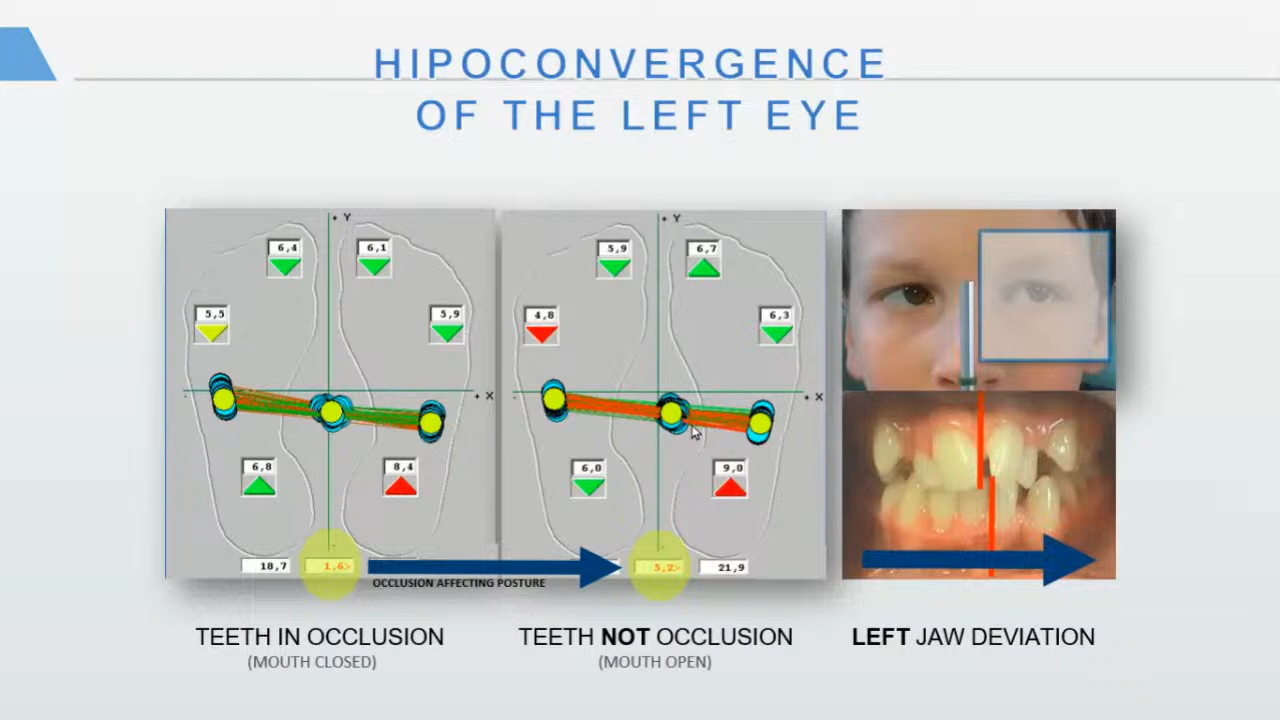 HIPOCONVERGENCE
OF THE LEFT EYE
+ Y
6,4
6,1
5,5
5,9
+ X
6,8
8,4
18,7
1,6>
+ Y
5,9
6,7
4,8
6,3
+ X
6,0
9,0
5,2>
21,9
OCCLUSION AFFECTING POSTURE
TEETH IN OCCLUSION
(MOUTH CLOSED)
TEETH NOT OCCLUSION
(MOUTH OPEN)
LEFT JAW DEVIATION